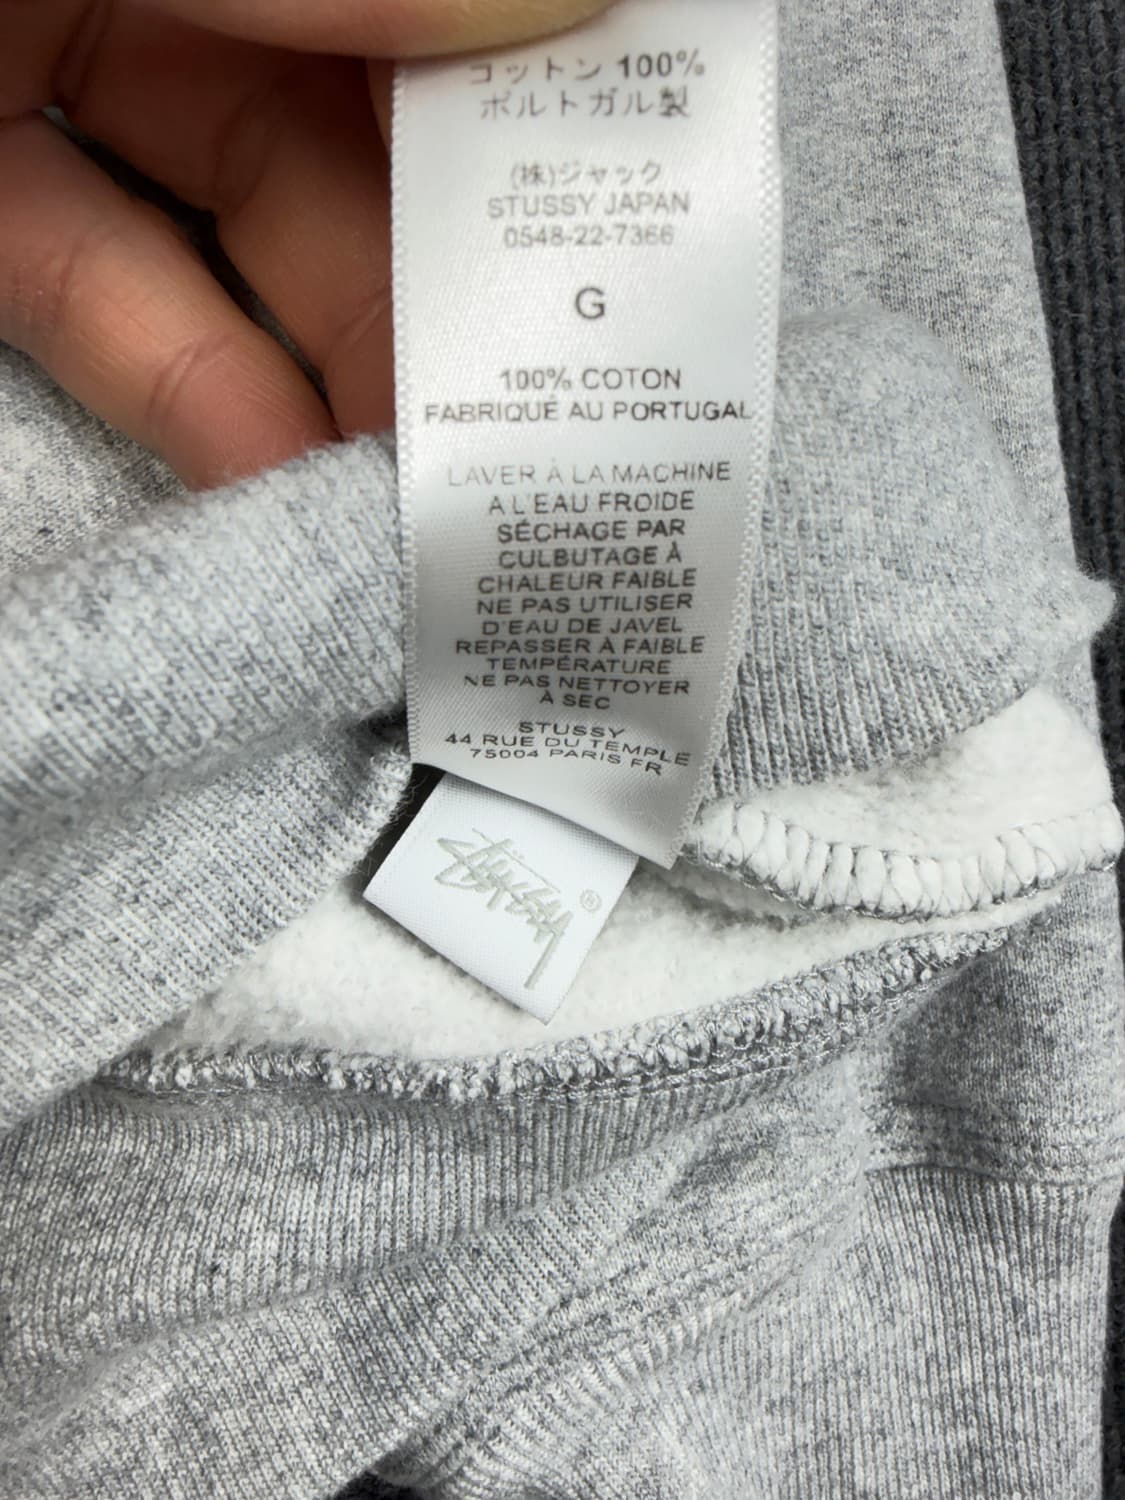 コットン 100%
ポルトガル製
(株)ジャック
STUSSY JAPAN
0548-22-7366
G
100% COTON
FABRIQUÉ AU PORTUGAL
LAVER À LA MACHINE
A L'EAU FROIDE
SÉCHAGE PAR
CULBUTAGE À
CHALEUR FAIBLE
NE PAS UTILISER
D'EAU DE JAVEL
REPASSER À FAIBLE
TEMPÉRATURE
NE PAS NETTOYER
À SEC
STUSSY
44 RUE DU TEMPLE
75004 PARIS FR
Stüssy ®